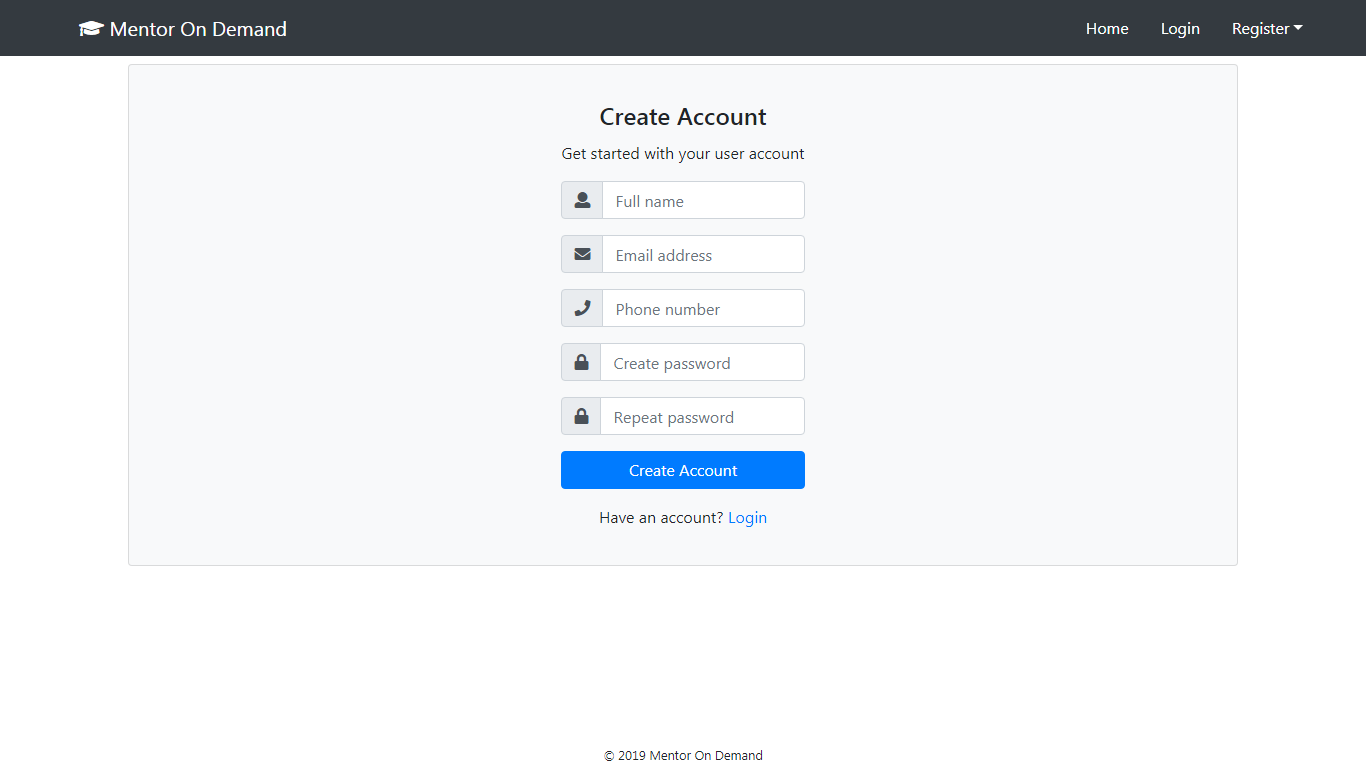 Mentor On Demand
Home Login Register
Create Account
Get started with your user account
Full name
Email address
Phone number
Create password
Repeat password
Create Account
Have an account? Login
© 2019 Mentor On Demand